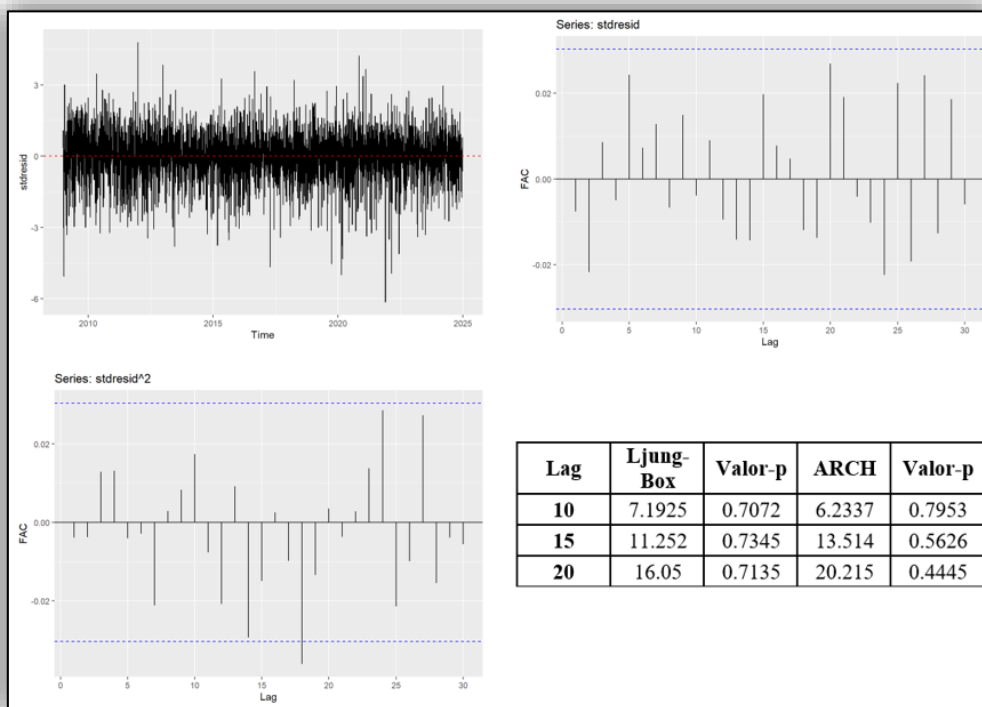 3
0
-3
-6
stdresid
2010
2015
2020
2025
Time
Series: stdresid
0.02
0.00
-0.02
FAC
0
5
10
15
20
25
30
Lag
Series: stdresid^2
0.02
0.00
-0.02
FAC
0
5
10
15
20
25
30
Lag
Lag Ljung-Box Valor-p ARCH Valor-p
10 7.1925 0.7072 6.2337 0.7953
15 11.252 0.7345 13.514 0.5626
20 16.05 0.7135 20.215 0.4445